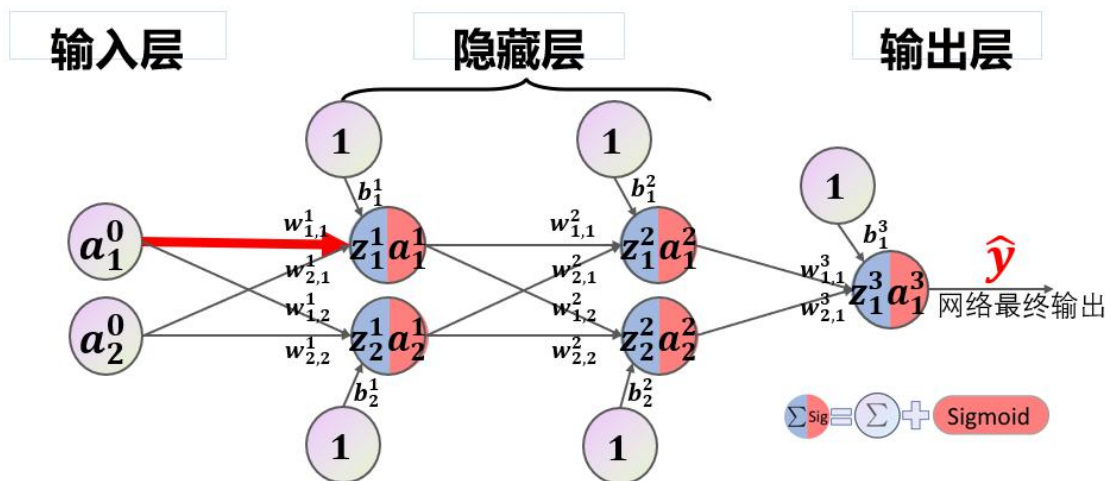 输入层 隐藏层 输出层
1 1
1
b_1^1 b_1^2
b_1^3
a_1^0 w_{1,1}^1 z_1^1 a_1^1 w_{1,1}^2 z_1^2 a_1^2
w_{2,1}^1 w_{2,1}^2 w_{1,1}^3 z_1^3 a_1^3 ŷ
w_{1,2}^1 w_{1,2}^2 w_{2,1}^3 网络最终输出
a_2^0 w_{2,2}^1 z_2^1 a_2^1 w_{2,2}^2 z_2^2 a_2^2
b_2^1 b_2^2
1 1
∑ Sig = ∑ + Sigmoid